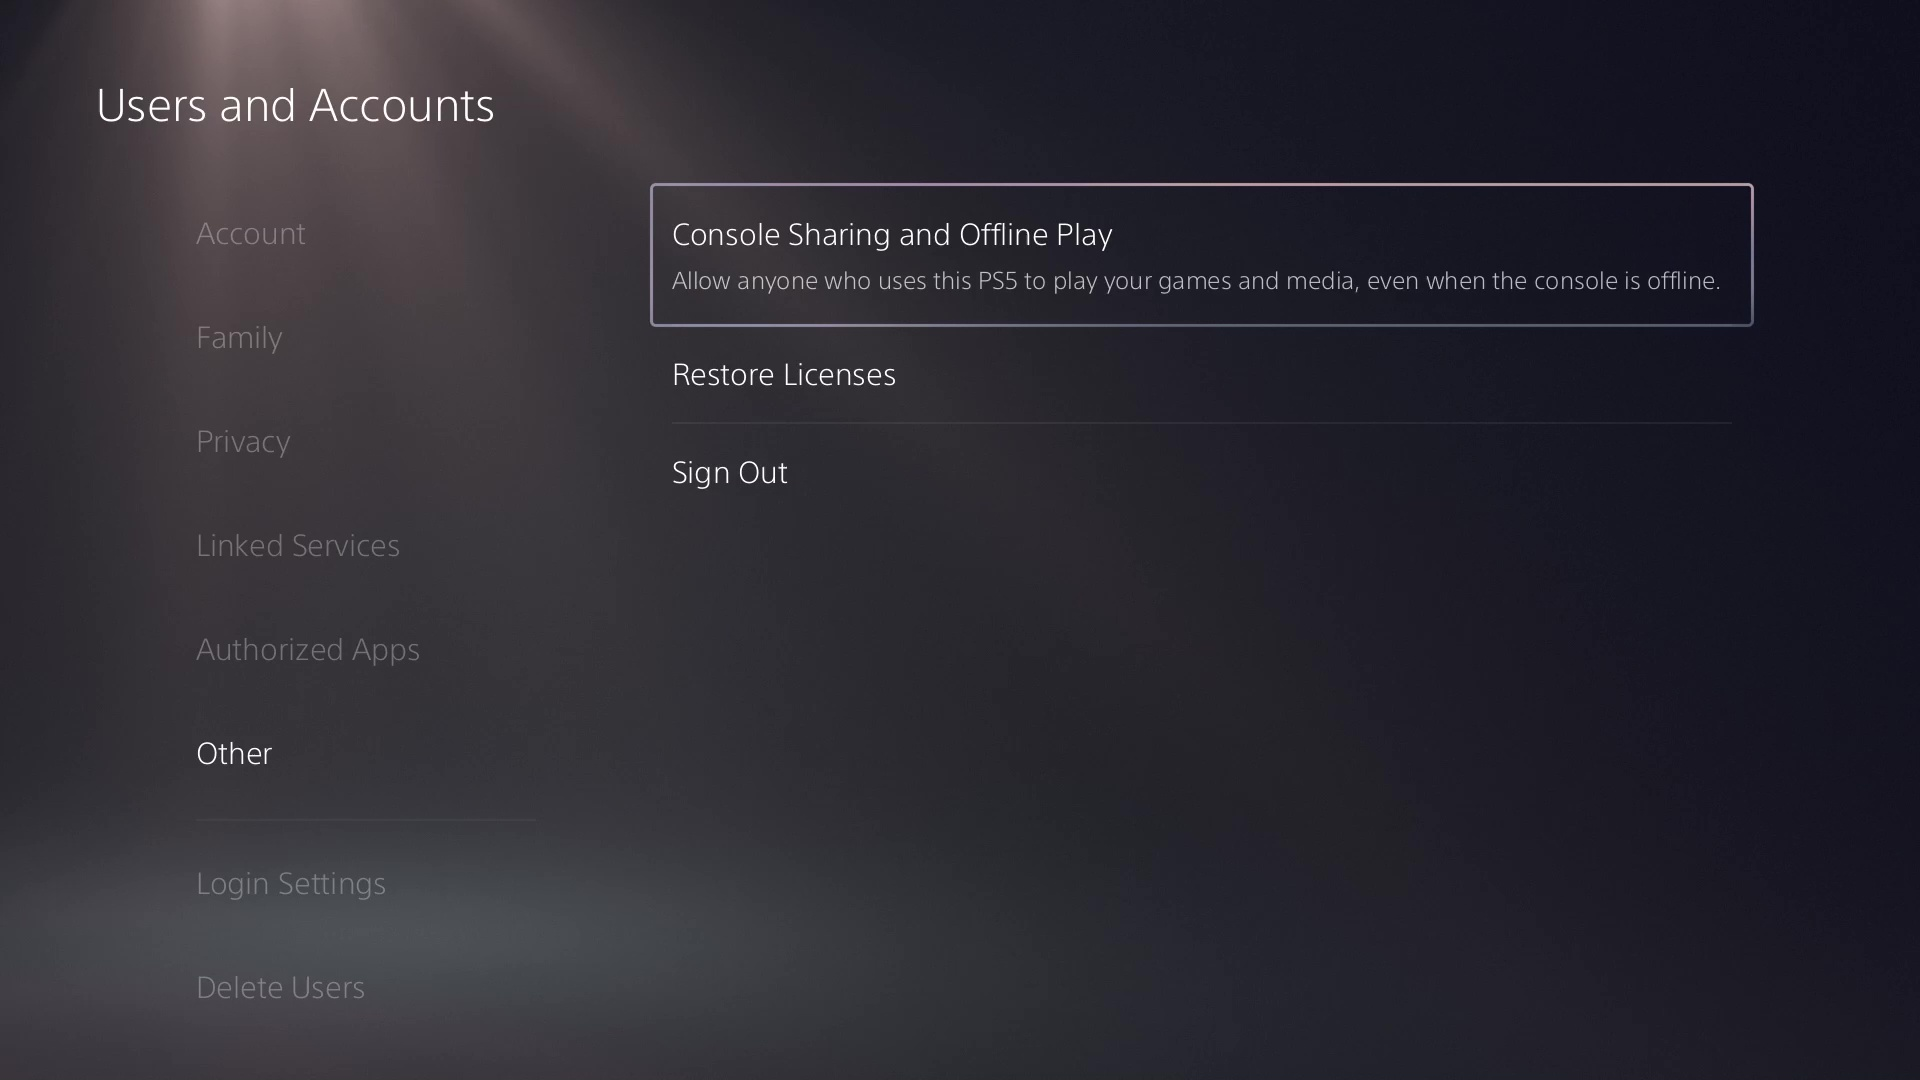 Users and Accounts
Account
Family
Privacy
Linked Services
Authorized Apps
Other
Login Settings
Delete Users
Console Sharing and Offline Play
Allow anyone who uses this PS5 to play your games and media, even when the console is offline.
Restore Licenses
Sign Out